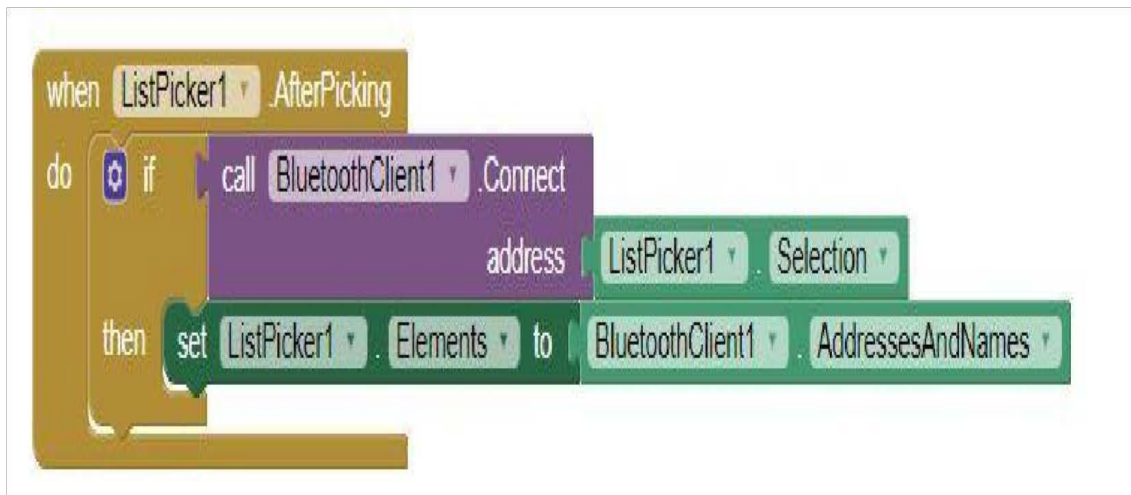 when ListPicker1 .AfterPicking
do if call BluetoothClient1 .Connect
address ListPicker1 . Selection
then set ListPicker1 . Elements to BluetoothClient1 . AddressesAndNames